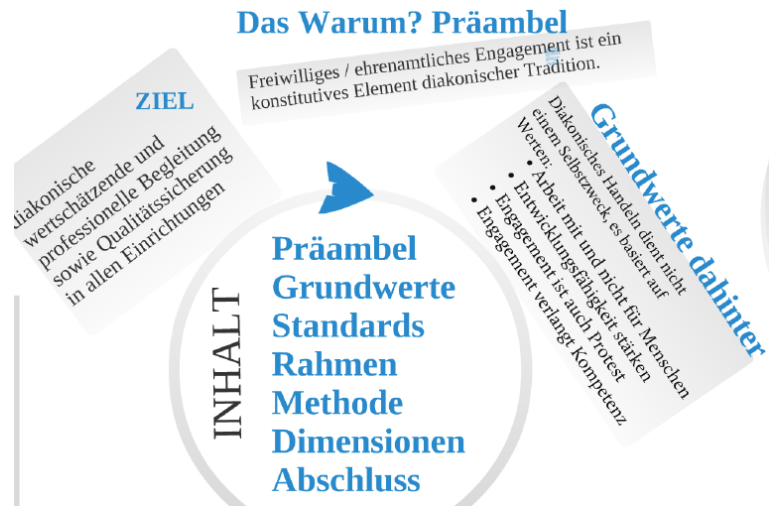 Das Warum? Präambel
Freiwilliges / ehrenamtliches Engagement ist ein
konstitutives Element diakonischer Tradition.
ZIEL
diakonische
wertschätzende und
professionelle Begleitung
sowie Qualitätssicherung
in allen Einrichtungen
Grundwerte dahinter
Diakonisches Handeln dient nicht
einem Selbstzweck, es basiert auf
Werten:
• Arbeit mit und nicht für Menschen
• Entwicklungsfähigkeit stärken
• Engagement ist auch Protest
• Engagement verlangt Kompetenz
INHALT
Präambel
Grundwerte
Standards
Rahmen
Methode
Dimensionen
Abschluss